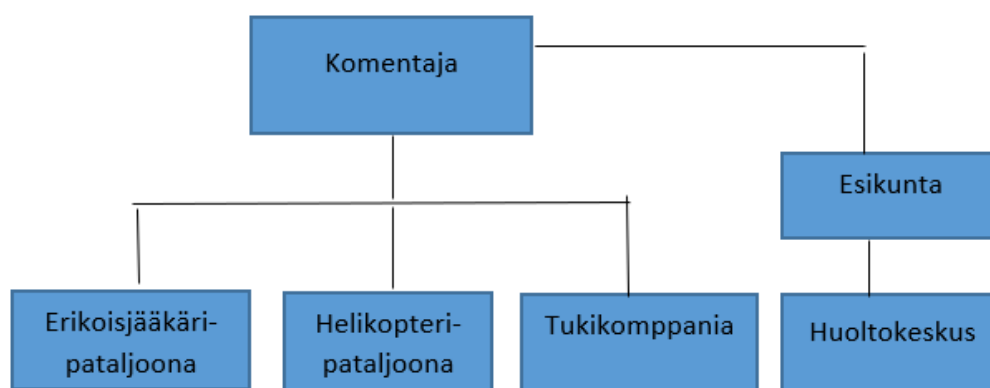 Komentaja
Esikunta
Erikoisjääkäri-
pataljoona
Helikopteri-
pataljoona
Tukikomppania
Huoltokeskus